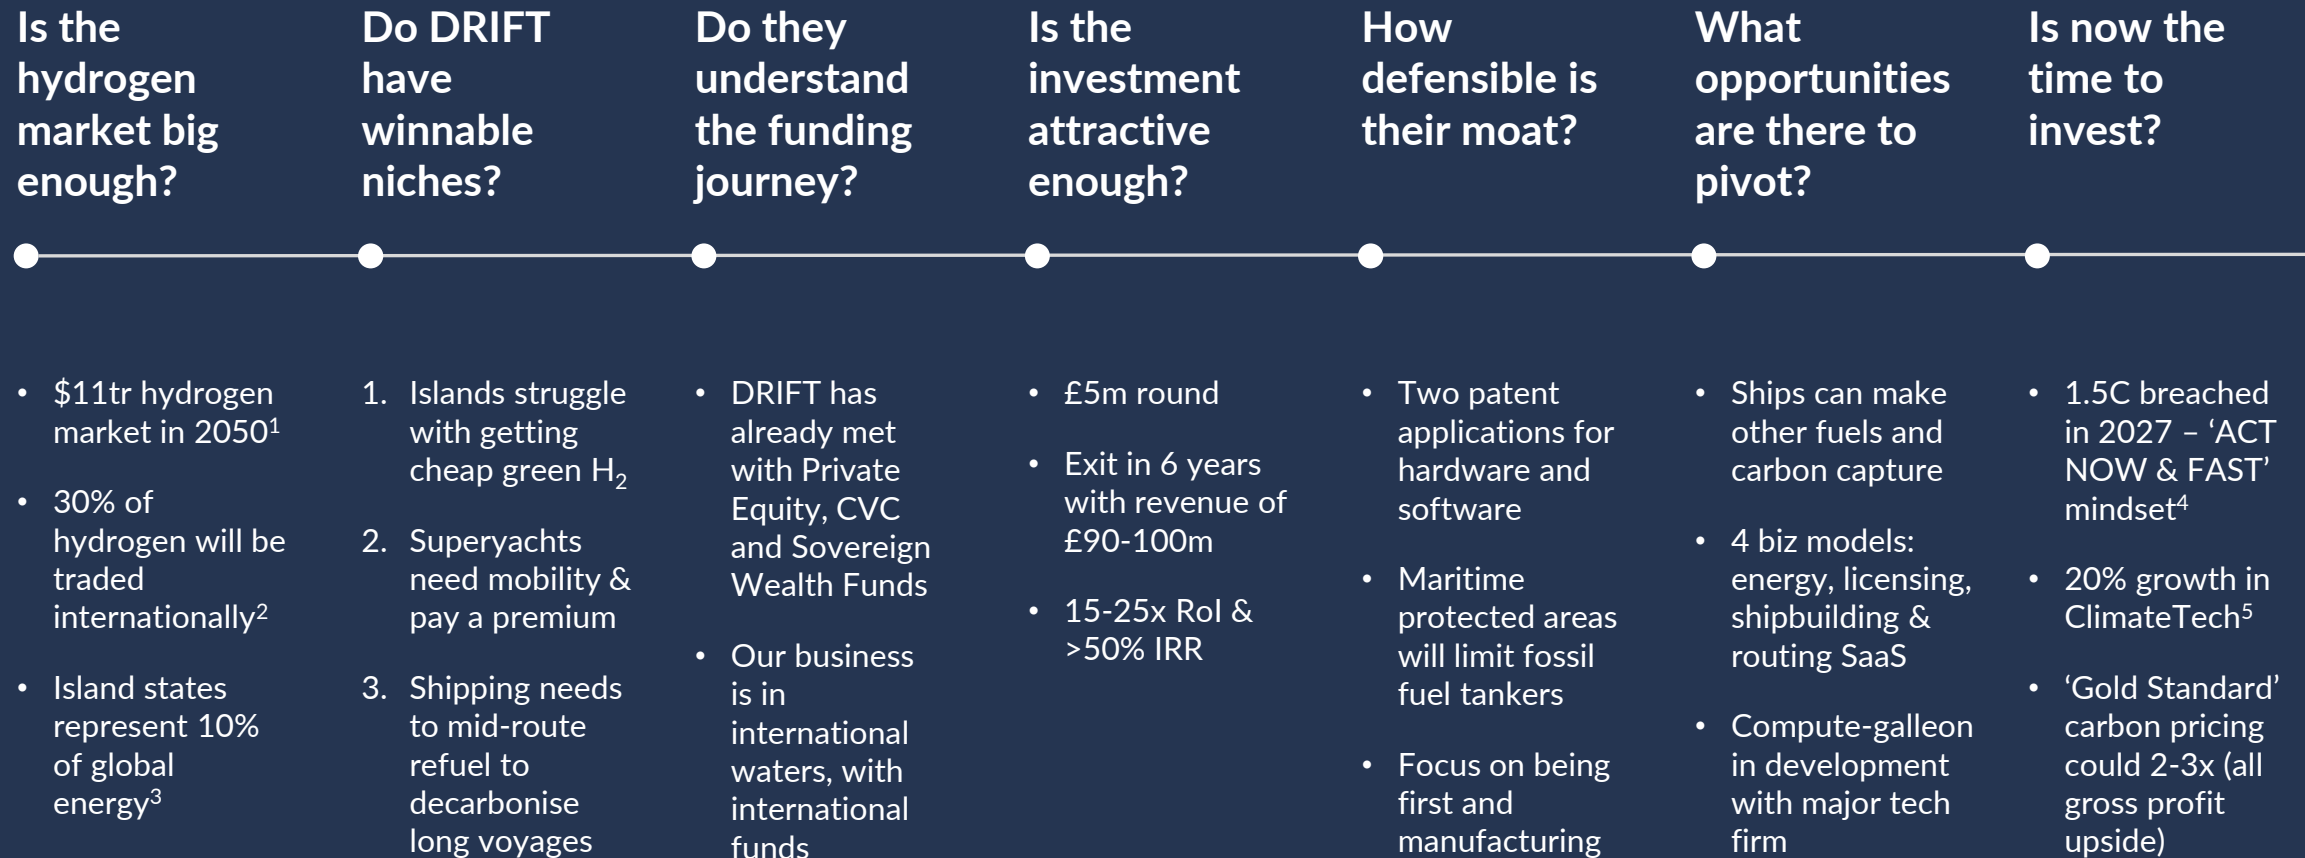 Is the
hydrogen
market big
enough?
Do DRIFT
have
winnable
niches?
Do they
understand
the funding
journey?
Is the
investment
attractive
enough?
How
defensible is
their moat?
What
opportunities
are there to
pivot?
Is now the
time to
invest?
• $11tr hydrogen
market in 2050¹
• 30% of
hydrogen will be
traded
internationally²
• Island states
represent 10%
of global
energy³
1. Islands struggle
with getting
cheap green H₂
2. Superyachts
need mobility &
pay a premium
3. Shipping needs
to mid-route
refuel to
decarbonise
long voyages
• DRIFT has
already met
with Private
Equity, CVC
and Sovereign
Wealth Funds
• Our business
is in
international
waters, with
international
funds
• £5m round
• Exit in 6 years
with revenue of
£90-100m
• 15-25x RoI &
>50% IRR
• Two patent
applications for
hardware and
software
• Maritime
protected areas
will limit fossil
fuel tankers
• Focus on being
first and
manufacturing
• Ships can make
other fuels and
carbon capture
• 4 biz models:
energy, licensing,
shipbuilding &
routing SaaS
• Compute-galleon
in development
with major tech
firm
• 1.5C breached
in 2027 – ‘ACT
NOW & FAST’
mindset⁴
• 20% growth in
ClimateTech⁵
• ‘Gold Standard’
carbon pricing
could 2-3x (all
gross profit
upside)